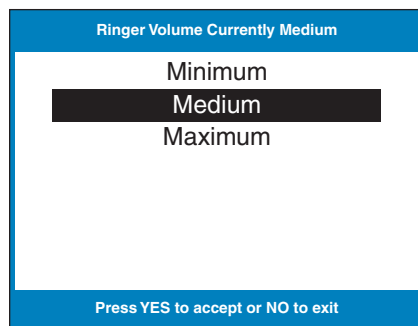 Ringer Volume Currently Medium
Minimum
Medium
Maximum
Press YES to accept or NO to exit